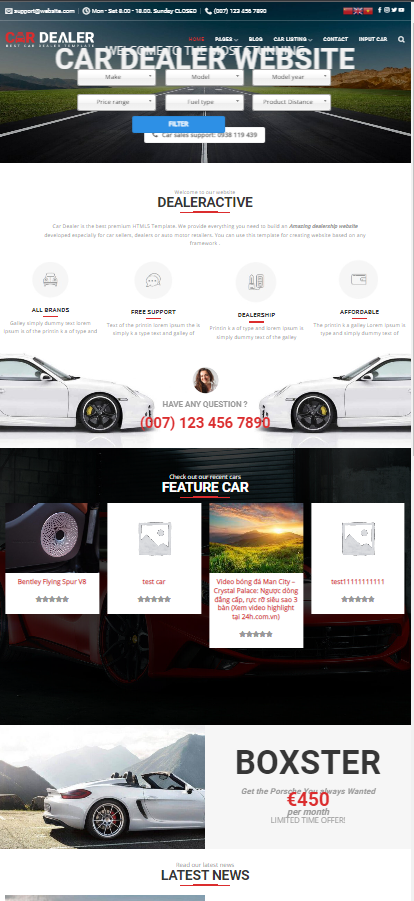 support@website.com
Mon - Sat 8.00 - 18.00. Sunday CLOSED
(007) 123 456 7890
CAR DEALER
BEST CAR DEALER TEMPLATE
HOME
PAGES
BLOG
CAR LISTING
CONTACT
INPUT CAR
WELCOME TO THE MOST STUNNING
CAR DEALER WEBSITE
Make
Model
Model year
Price range
Fuel type
Product Distance
FILTER
Car sales support: 0938 119 439
Welcome to our website
DEALERACTIVE
Car Dealer is the best premium HTML5 Template. We provide everything you need to build an Amazing dealership website
developed especially for car sellers, dealers or auto motor retailers. You can use this template for creating website based on any
framework .
ALL BRANDS
Galley simply dummy text lorem
Ipsum is of the printin k a of type and
FREE SUPPORT
Text of the printin lorem ipsum the is
simply k a type text and galley of
DEALERSHIP
Printin k a of type and lorem Ipsum is
simply dummy text of the galley
AFFORDABLE
The printin k a galley Lorem Ipsum is
type and simply dummy text of
HAVE ANY QUESTION ?
(007) 123 456 7890
Check out our recent cars
FEATURE CAR
Bentley Flying Spur V8
test car
Video bóng đá Man City –
Crystal Palace: Ngược dòng
đẳng cấp, rực rỡ siêu sao 3
bàn (Xem video highlight
tại 24h.com.vn)
test11111111111
BOXSTER
Get the Porsche You always Wanted
€450
per month
LIMITED TIME OFFER!
Read our latest news
LATEST NEWS